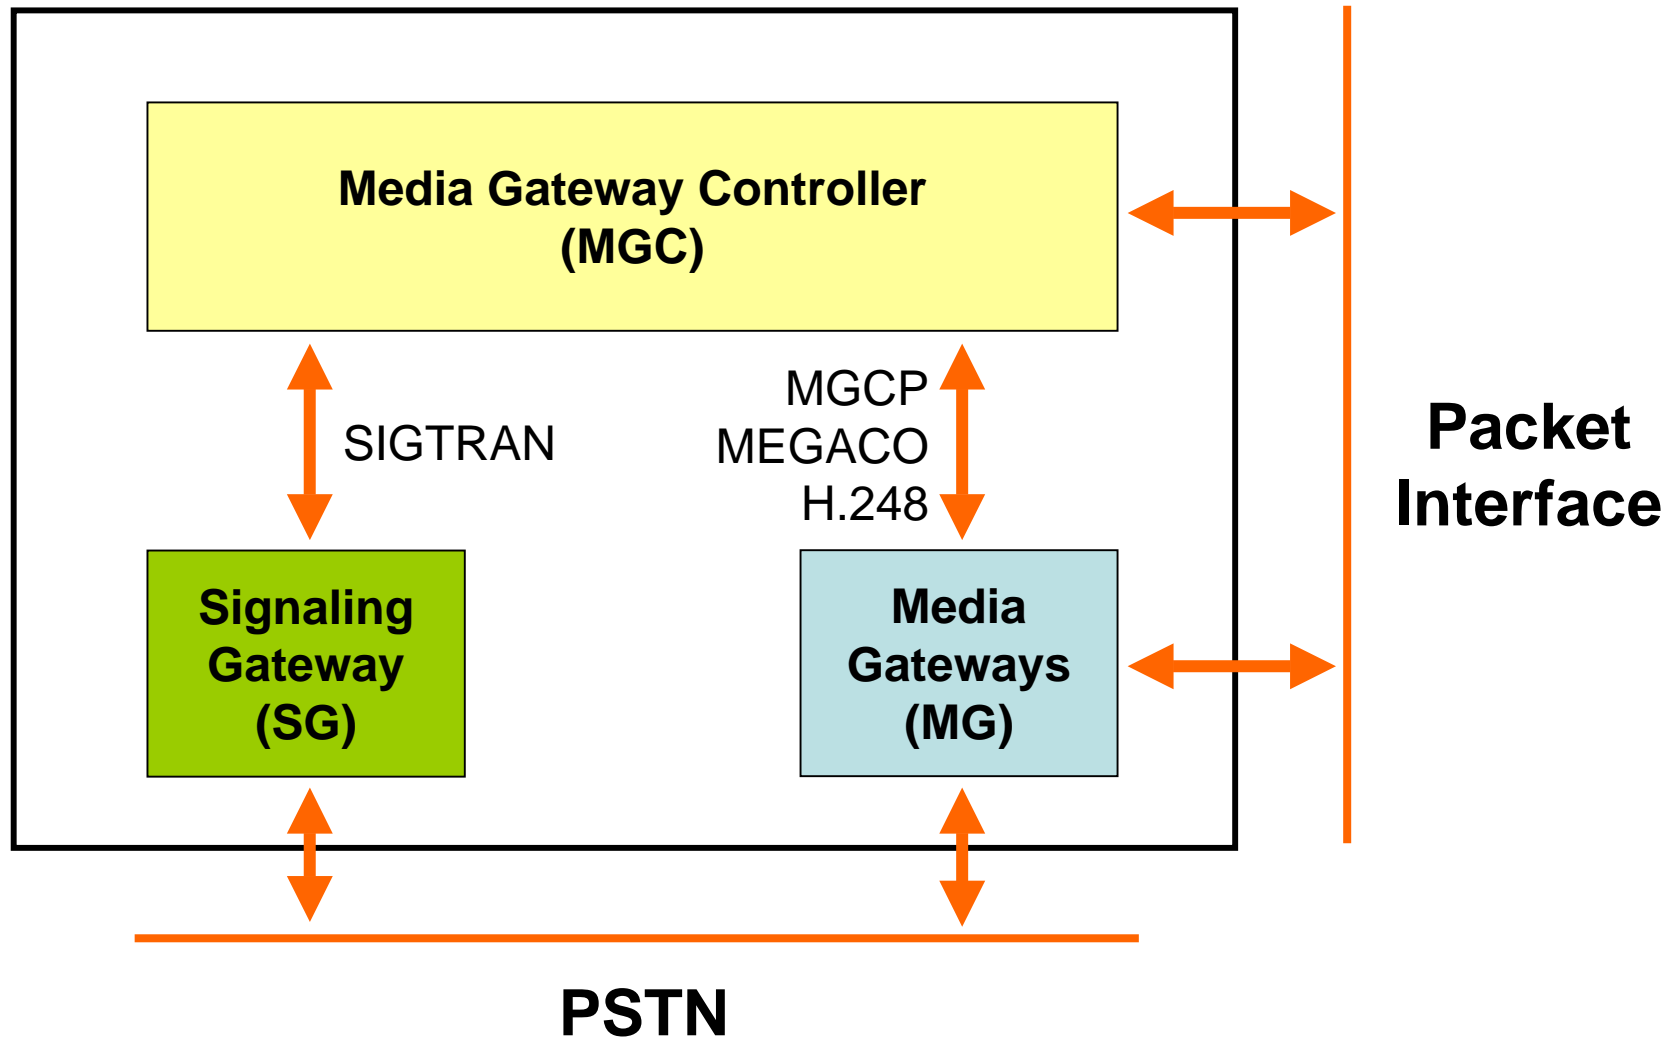 Media Gateway Controller
(MGC)
SIGTRAN
MGCP
MEGACO
H.248
Signaling
Gateway
(SG)
Media
Gateways
(MG)
Packet
Interface
PSTN